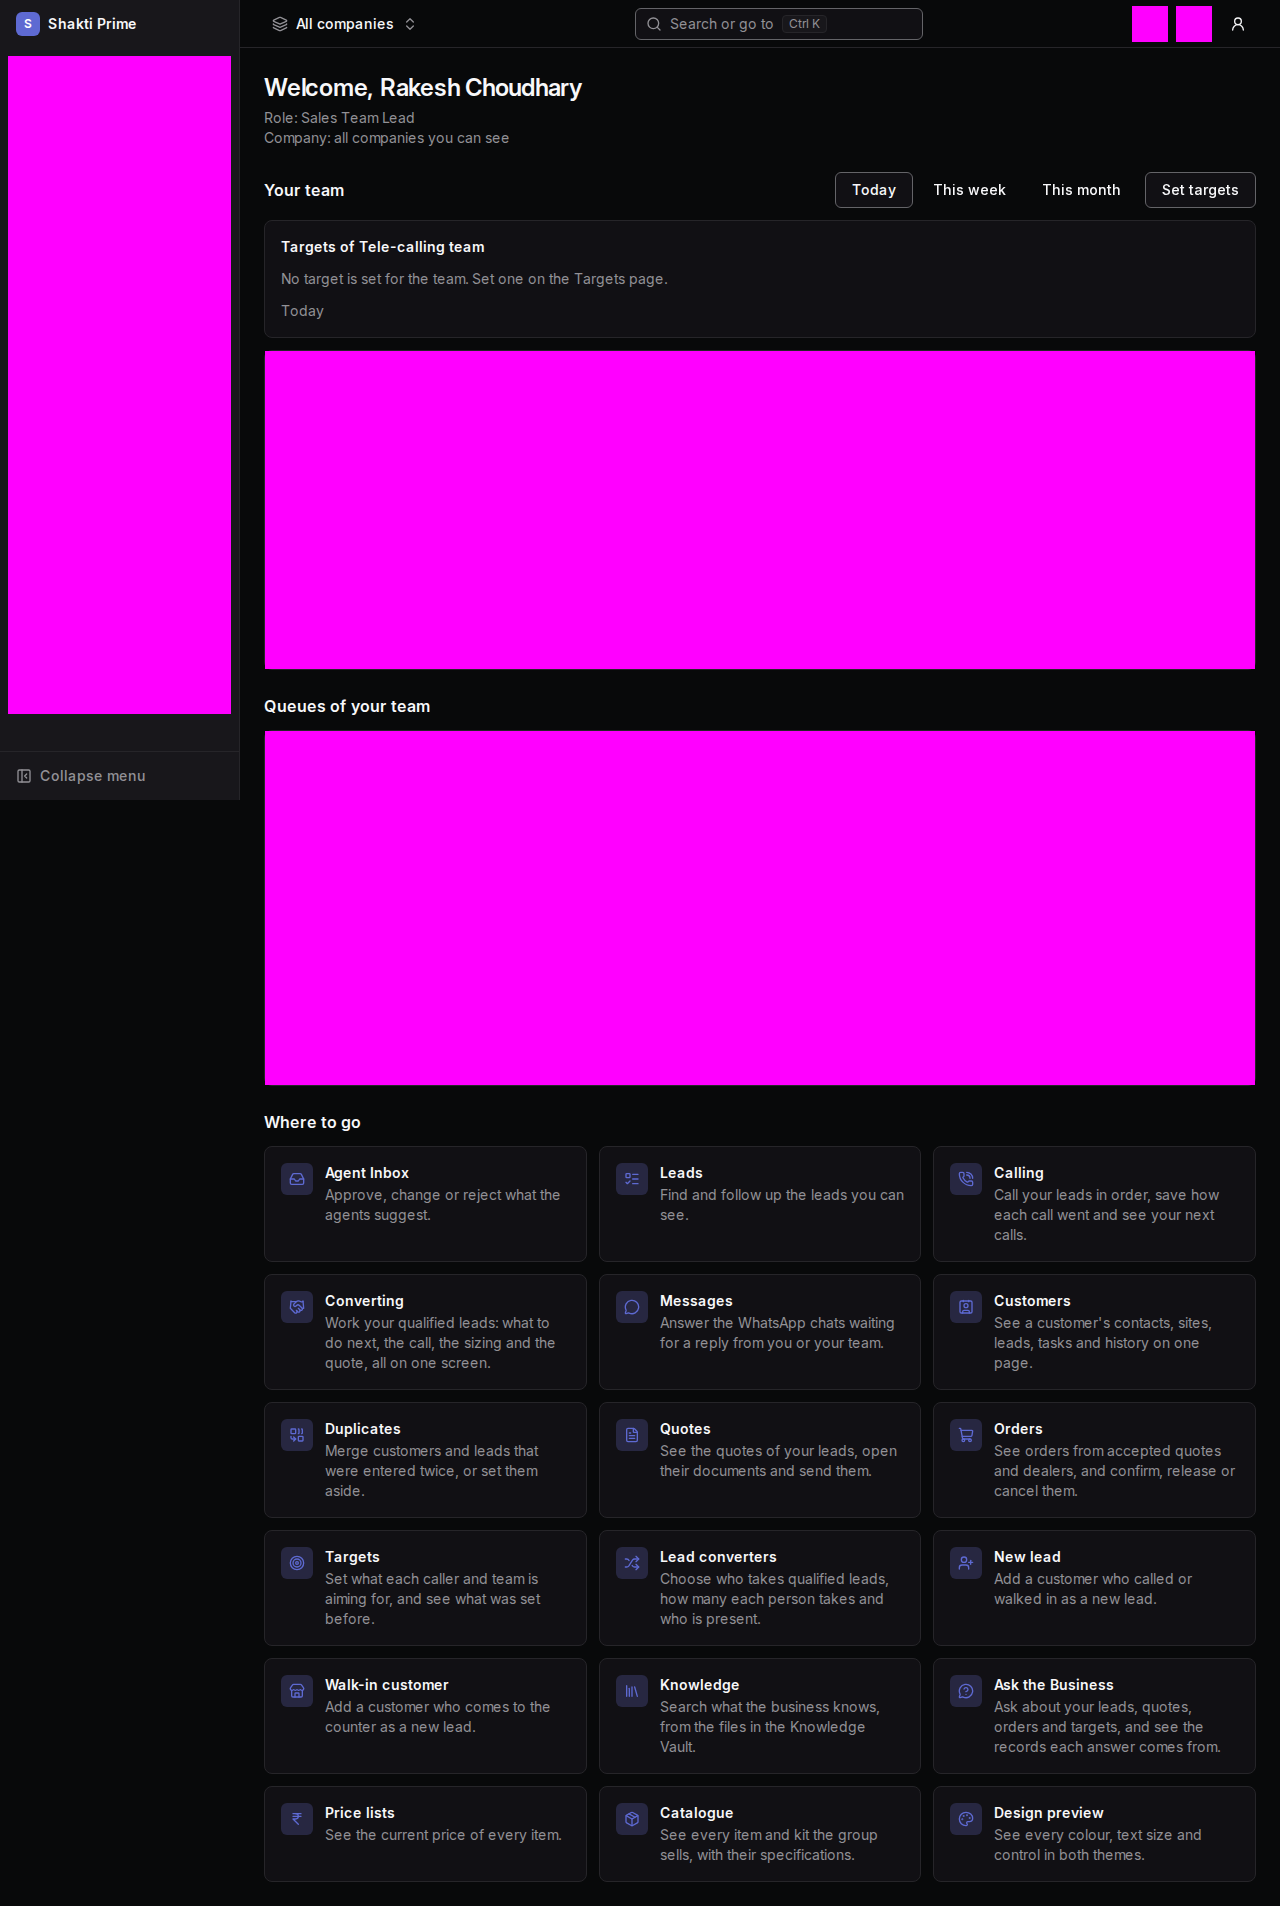 S Shakti Prime
All companies
Search or go to Ctrl K
Welcome, Rakesh Choudhary
Role: Sales Team Lead
Company: all companies you can see
Your team
Today
This week
This month
Set targets
Targets of Tele-calling team
No target is set for the team. Set one on the Targets page.
Today
Queues of your team
Collapse menu
Where to go
Agent Inbox
Approve, change or reject what the
agents suggest.
Leads
Find and follow up the leads you can
see.
Calling
Call your leads in order, save how
each call went and see your next
calls.
Converting
Work your qualified leads: what to
do next, the call, the sizing and the
quote, all on one screen.
Messages
Answer the WhatsApp chats waiting
for a reply from you or your team.
Customers
See a customer's contacts, sites,
leads, tasks and history on one
page.
Duplicates
Merge customers and leads that
were entered twice, or set them
aside.
Quotes
See the quotes of your leads, open
their documents and send them.
Orders
See orders from accepted quotes
and dealers, and confirm, release or
cancel them.
Targets
Set what each caller and team is
aiming for, and see what was set
before.
Lead converters
Choose who takes qualified leads,
how many each person takes and
who is present.
New lead
Add a customer who called or
walked in as a new lead.
Walk-in customer
Add a customer who comes to the
counter as a new lead.
Knowledge
Search what the business knows,
from the files in the Knowledge
Vault.
Ask the Business
Ask about your leads, quotes,
orders and targets, and see the
records each answer comes from.
Price lists
See the current price of every item.
Catalogue
See every item and kit the group
sells, with their specifications.
Design preview
See every colour, text size and
control in both themes.